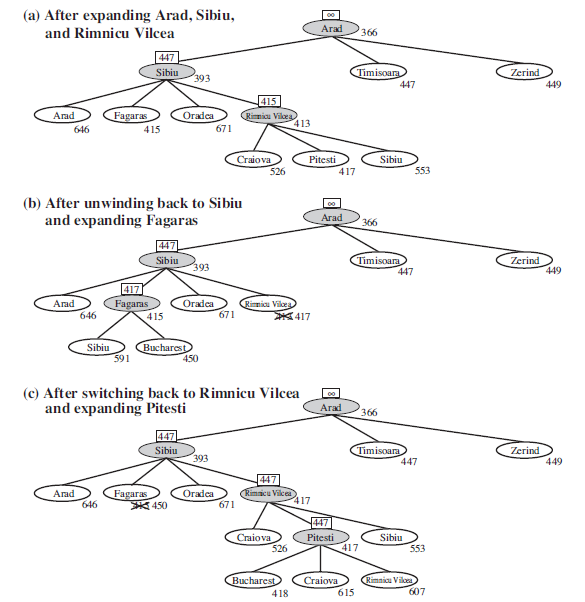 (a) After expanding Arad, Sibiu,
and Rimnicu Vilcea
∞
Arad
366
447
Sibiu
393
Timisoara
447
Zerind
449
Arad
646
Fagaras
415
Oradea
671
415
Rimnicu Vilcea
413
Craiova
526
Pitesti
417
Sibiu
553
(b) After unwinding back to Sibiu
and expanding Fagaras
∞
Arad
366
447
Sibiu
393
Timisoara
447
Zerind
449
Arad
646
417
Fagaras
415
Oradea
671
Rimnicu Vilcea
413 417
Sibiu
591
Bucharest
450
(c) After switching back to Rimnicu Vilcea
and expanding Pitesti
∞
Arad
366
447
Sibiu
393
Timisoara
447
Zerind
449
Arad
646
Fagaras
415 450
Oradea
671
447
Rimnicu Vilcea
417
Craiova
526
447
Pitesti
417
Sibiu
553
Bucharest
418
Craiova
615
Rimnicu Vilcea
607